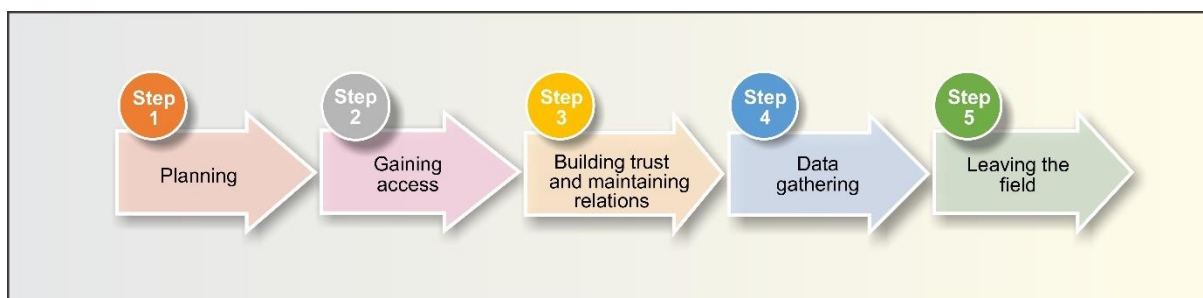 Step
1
Planning
Step
2
Gaining
access
Step
3
Building trust
and maintaining
relations
Step
4
Data
gathering
Step
5
Leaving the
field